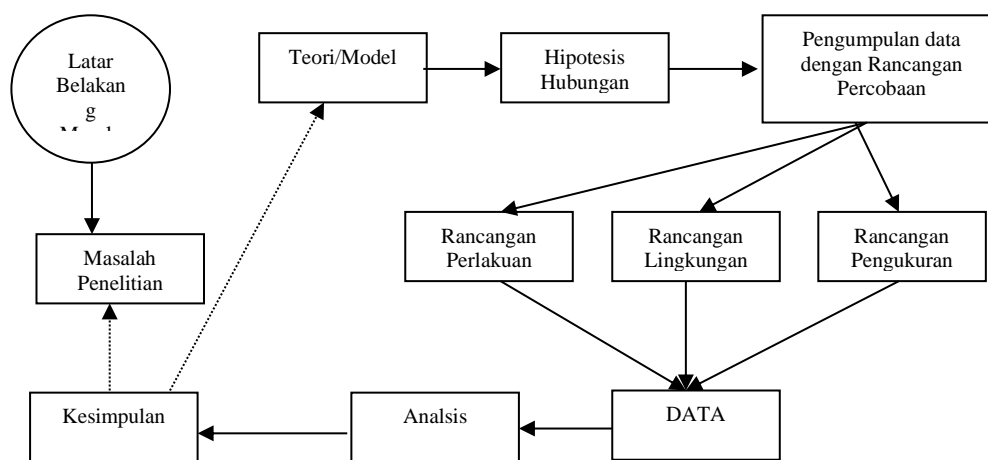 Latar
Belakan
g
Teori/Model
Hipotesis
Hubungan
Pengumpulan data
dengan Rancangan
Percobaan
Masalah
Penelitian
Rancangan
Perlakuan
Rancangan
Lingkungan
Rancangan
Pengukuran
Kesimpulan
Analsis
DATA